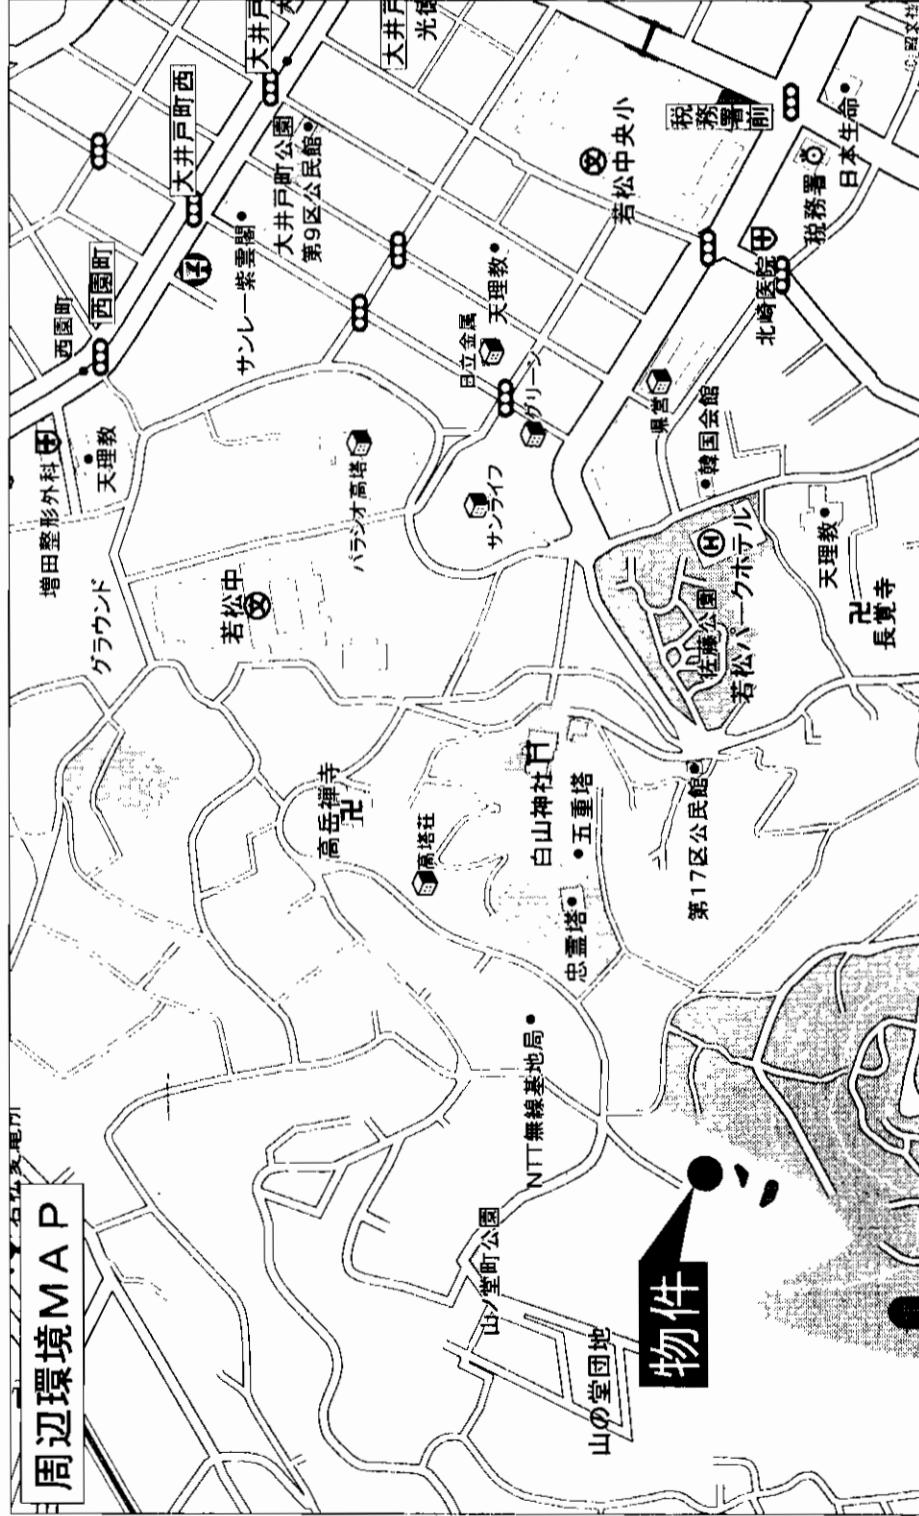 周辺環境MAP
西園町
西園町
大井戸町西
増田整形外科
天理教
グラウンド
サンレー紫雲閣
大井戸町公園
第9区公民館
若松中
パラシオ高塔
日立金属
天理教
グリーン
サンライフ
若松中央小
税務署前
税務署
日本生命
北崎医院
県営
韓国会館
H
若松パークホテル
佐藤公園
天理教
長覚寺
高岳禅寺
高塔荘
白山神社
五重塔
忠霊塔
第17区公民館
NTT無線基地局
山ノ堂町公園
山の堂団地
物件